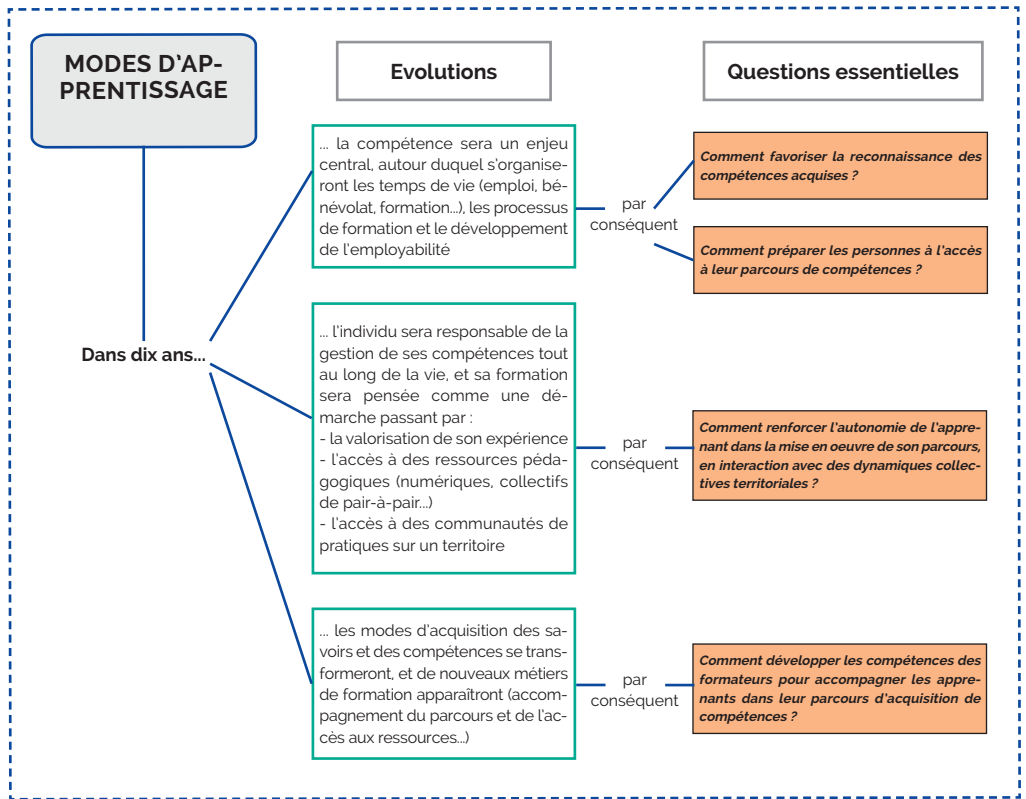 MODES D'AP-
PRENTISSAGE
Evolutions
Questions essentielles
Dans dix ans...
... la compétence sera un enjeu
central, autour duquel s'organise-
ront les temps de vie (emploi, bé-
névolat, formation...), les processus
de formation et le développement
de l'employabilité
par
conséquent
Comment favoriser la reconnaissance des
compétences acquises ?
Comment préparer les personnes à l'accès
à leur parcours de compétences ?
... l'individu sera responsable de la
gestion de ses compétences tout
au long de la vie, et sa formation
sera pensée comme une dé-
marche passant par :
- la valorisation de son expérience
- l'accès à des ressources péda-
gogiques (numériques, collectifs
de pair-à-pair...)
- l'accès à des communautés de
pratiques sur un territoire
par
conséquent
Comment renforcer l'autonomie de l'appre-
nant dans la mise en oeuvre de son parcours,
en interaction avec des dynamiques collec-
tives territoriales ?
... les modes d'acquisition des sa-
voirs et des compétences se trans-
formeront, et de nouveaux métiers
de formation apparaîtront (accom-
pagnement du parcours et de l'ac-
cès aux ressources...)
par
conséquent
Comment développer les compétences des
formateurs pour accompagner les appre-
nants dans leur parcours d'acquisition de
compétences ?